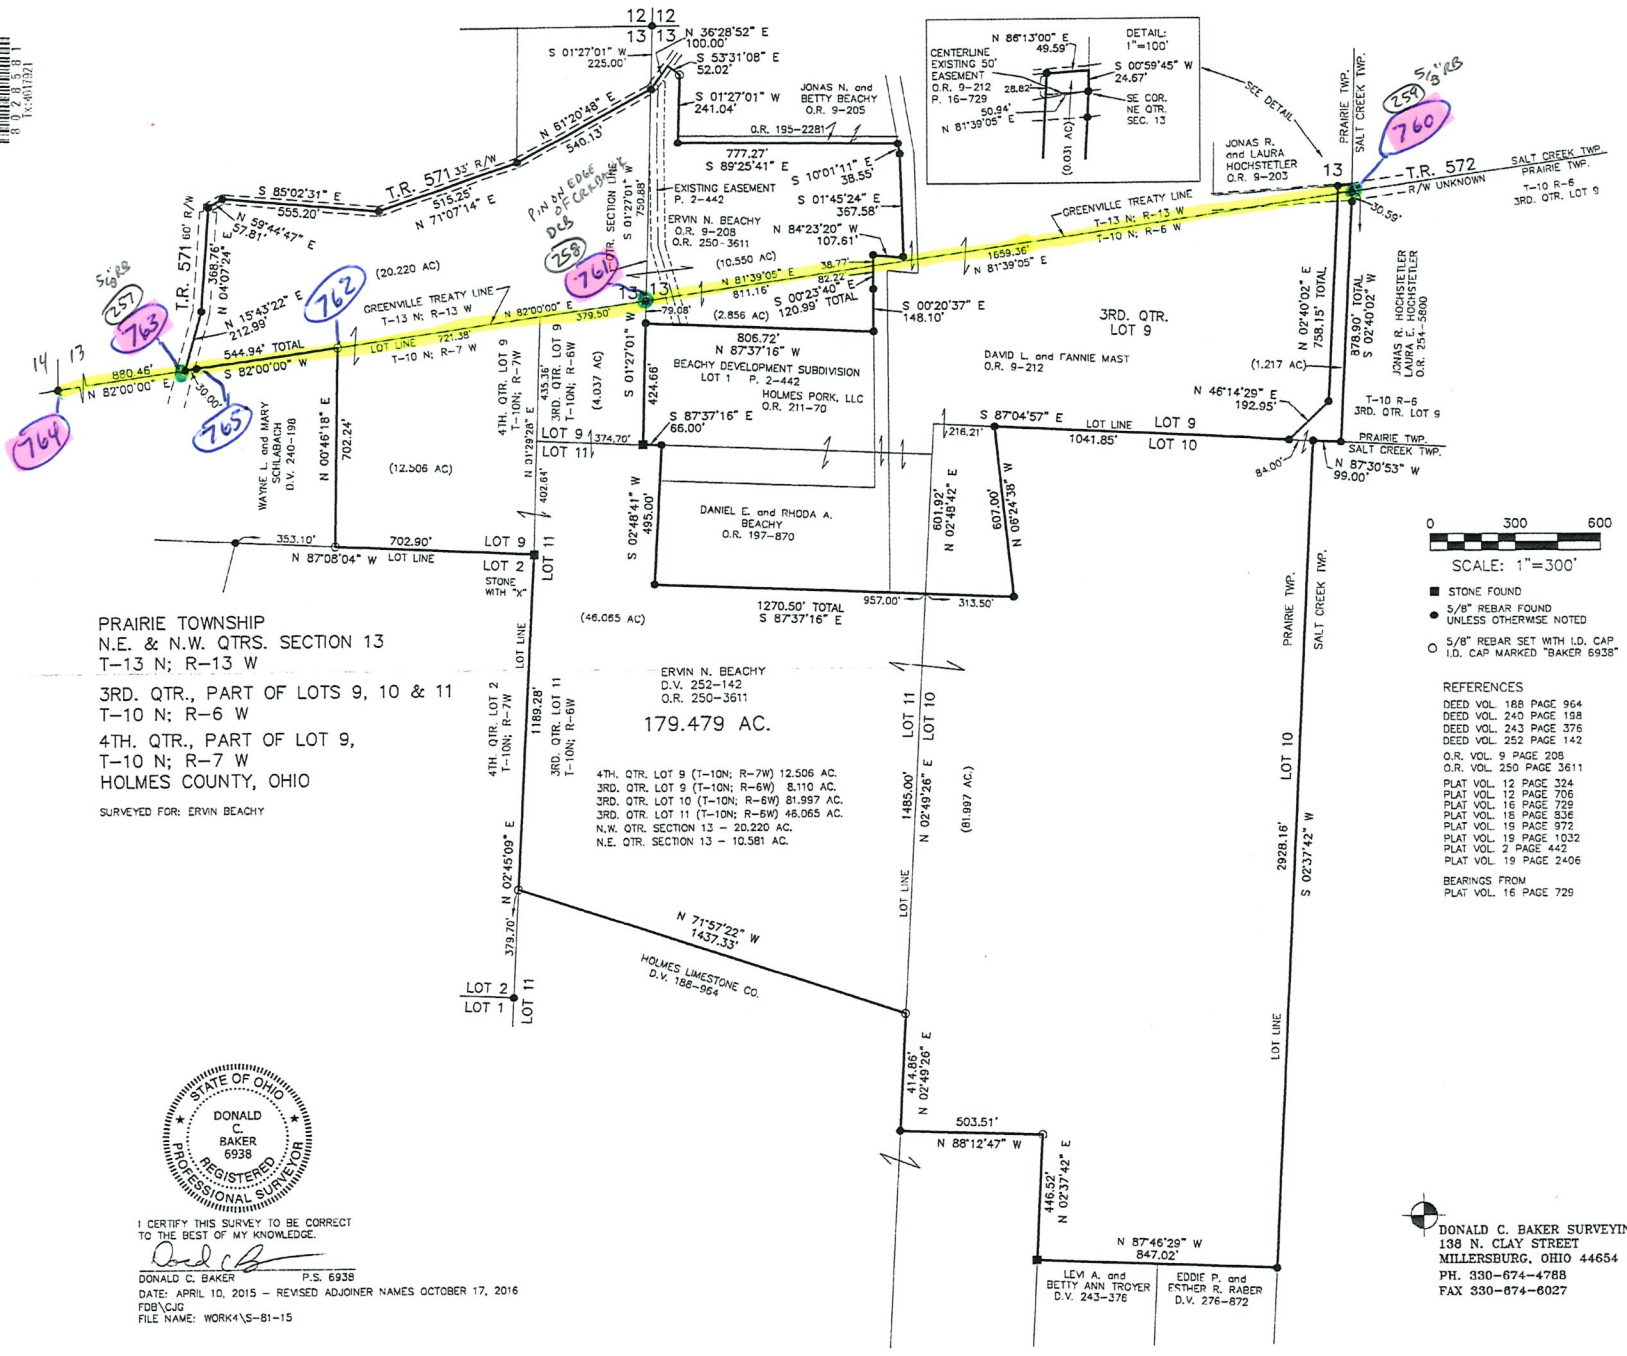 8028581
TX:4017921
12 12
13 13
N 36°28'52" E
100.00'
S 01°27'01" W
225.00'
S 53°31'08" E
52.02'
S 01°27'01" W
241.04'
JONAS N. and
BETTY BEACHY
O.R. 9-205
O.R. 195-2281
777.27'
S 89°25'41" E
N 61°20'48" E
540.13'
T.R. 571 33' R/W
515.25'
N 71°07'14" E
S 85°02'31" E
555.20'
N 59°44'47" E
57.81'
T.R. 571 60' R/W
368.76'
N 04°07'24" E
N 15°43'22" E
212.99'
PIN ON EDGE
OF
DCB
258
761
QTR. SECTION LINE
S 01°27'01" W
750.88'
EXISTING EASEMENT
P. 2-442
ERVIN N. BEACHY
O.R. 9-208
O.R. 250-3611
(10.550 AC)
S 10°01'11" E
38.55'
S 01°45'24" E
367.58'
N 84°23'20" W
107.61'
CENTERLINE
EXISTING 50'
EASEMENT
O.R. 9-212
P. 16-729
N 86°13'00" E
49.59'
DETAIL:
1"=100'
S 00°59'45" W
24.67'
28.82'
50.94'
N 81°39'05" E
SE COR.
NE QTR.
SEC. 13
(0.031 AC)
SEE DETAIL
JONAS R.
and LAURA
HOCHSTETLER
O.R. 9-203
PRAIRIE TWP.
SALT CREEK TWP.
5/8" RB
259
760
13
T.R. 572
R/W UNKNOWN
SALT CREEK TWP.
PRAIRIE TWP.
T-10 R-6
3RD. QTR. LOT 9
30.59'
GREENVILLE TREATY LINE
T-13 N; R-13 W
T-10 N; R-6 W
1659.36'
N 81°39'05" E
5/8" RB
257
763
762
(20.220 AC)
GREENVILLE TREATY LINE
T-13 N; R-13 W
N 82°00'00" E
379.50'
721.38'
LOT LINE
T-10 N; R-7 W
544.94' TOTAL
S 82°00'00" W
14 13
880.46'
N 82°00'00" E
30.00'
764
765
13 13
79.08'
N 81°39'05" E
811.16'
38.77'
82.22'
S 00°23'40" E
120.99' TOTAL
(2.856 AC)
S 00°20'37" E
148.10'
806.72'
N 87°37'16" W
BEACHY DEVELOPMENT SUBDIVISION
LOT 1 P. 2-442
HOLMES PORK, LLC
O.R. 211-70
S 01°27'01" W
424.66'
S 87°37'16" E
66.00'
WAYNE L. and MARY
SCHLABACH
D.V. 240-198
N 00°46'18" E
702.24'
(12.506 AC)
4TH. QTR. LOT 9
T-10N; R-7W
N 01°29'28" E
435.36'
3RD. QTR. LOT 9
T-10N; R-6W
(4.037 AC)
402.64'
LOT 9
LOT 11
374.70'
3RD. QTR.
LOT 9
DAVID L. and FANNIE MAST
O.R. 9-212
N 02°40'02" E
758.15' TOTAL
878.90' TOTAL
S 02°40'02" W
JONAS R. HOCHSTETLER
LAURA E. HOCHSTETLER
O.R. 254-5800
(1.217 AC)
N 46°14'29" E
192.95'
T-10 R-6
3RD. QTR. LOT 9
216.21'
S 87°04'57" E
LOT LINE
LOT 9
1041.85'
LOT 10
84.00'
PRAIRIE TWP.
SALT CREEK TWP.
N 87°30'53" W
99.00'
DANIEL E. and RHODA A.
BEACHY
O.R. 197-870
S 02°48'41" W
495.00'
601.92'
N 02°48'42" E
607.00'
N 06°24'38" W
353.10'
702.90'
N 87°08'04" W LOT LINE
LOT 9
LOT 2
LOT 11
STONE
WITH "X"
1270.50' TOTAL
S 87°37'16" E
957.00'
313.50'
(46.065 AC)
0 300 600
SCALE: 1"=300'
STONE FOUND
5/8" REBAR FOUND
UNLESS OTHERWISE NOTED
5/8" REBAR SET WITH I.D. CAP
I.D. CAP MARKED "BAKER 6938"
PRAIRIE TOWNSHIP
N.E. & N.W. QTRS. SECTION 13
T-13 N; R-13 W
3RD. QTR., PART OF LOTS 9, 10 & 11
T-10 N; R-6 W
4TH. QTR., PART OF LOT 9,
T-10 N; R-7 W
HOLMES COUNTY, OHIO
SURVEYED FOR: ERVIN BEACHY
LOT LINE
4TH. QTR. LOT 2
T-10N; R-7W
1189.28'
3RD. QTR. LOT 11
T-10N; R-6W
N 02°45'09" E
379.70'
ERVIN N. BEACHY
D.V. 252-142
O.R. 250-3611
179.479 AC.
4TH. QTR. LOT 9 (T-10N; R-7W) 12.506 AC.
3RD. QTR. LOT 9 (T-10N; R-6W) 8.110 AC.
3RD. QTR. LOT 10 (T-10N; R-6W) 81.997 AC.
3RD. QTR. LOT 11 (T-10N; R-6W) 46.065 AC.
N.W. QTR. SECTION 13 - 20.220 AC.
N.E. QTR. SECTION 13 - 10.581 AC.
LOT 11
LOT 10
1485.00'
N 02°49'26" E
(81.997 AC.)
LOT LINE
PRAIRIE TWP.
SALT CREEK TWP.
LOT 10
2928.16'
S 02°37'42" W
LOT LINE
REFERENCES
DEED VOL. 188 PAGE 964
DEED VOL. 240 PAGE 198
DEED VOL. 243 PAGE 376
DEED VOL. 252 PAGE 142
O.R. VOL. 9 PAGE 208
O.R. VOL. 250 PAGE 3611
PLAT VOL. 12 PAGE 324
PLAT VOL. 12 PAGE 706
PLAT VOL. 16 PAGE 729
PLAT VOL. 18 PAGE 836
PLAT VOL. 19 PAGE 972
PLAT VOL. 19 PAGE 1032
PLAT VOL. 2 PAGE 442
PLAT VOL. 19 PAGE 2406
BEARINGS FROM
PLAT VOL. 16 PAGE 729
N 71°57'22" W
1437.33'
HOLMES LIMESTONE CO.
D.V. 188-964
LOT 2
LOT 1
LOT 11
414.86'
N 02°49'26" E
503.51'
N 88°12'47" W
446.52'
N 02°37'42" E
N 87°46'29" W
847.02'
LEVI A. and
BETTY ANN TROYER
D.V. 243-376
EDDIE P. and
ESTHER R. RABER
D.V. 276-872
STATE OF OHIO
DONALD
C.
BAKER
6938
REGISTERED
PROFESSIONAL SURVEYOR
I CERTIFY THIS SURVEY TO BE CORRECT
TO THE BEST OF MY KNOWLEDGE.
DONALD C. BAKER P.S. 6938
DATE: APRIL 10, 2015 - REVISED ADJOINER NAMES OCTOBER 17, 2016
FDB\CJG
FILE NAME: WORK4\S-81-15
DONALD C. BAKER SURVEYIN
138 N. CLAY STREET
MILLERSBURG, OHIO 44654
PH. 330-674-4788
FAX 330-674-6027